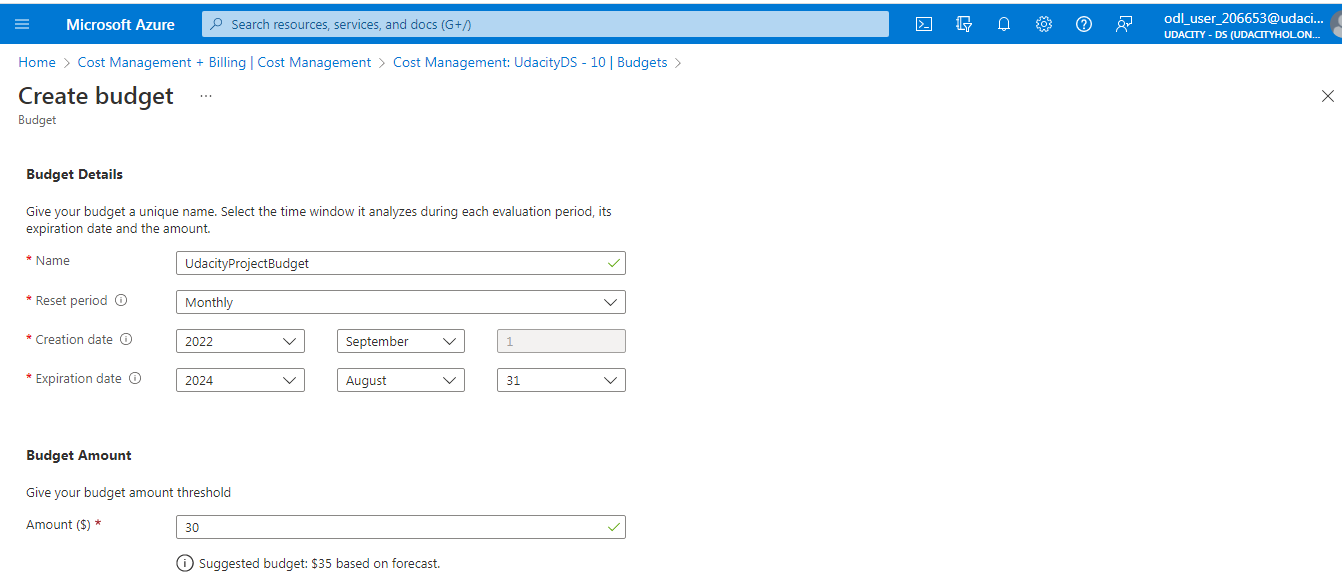 Microsoft Azure
Search resources, services, and docs (G+/)
odl_user_206653@udaci...
UDACITY - DS (UDACITYHOL.ON...
Home > Cost Management + Billing | Cost Management > Cost Management: UdacityDS - 10 | Budgets >
Create budget ...
Budget
Budget Details
Give your budget a unique name. Select the time window it analyzes during each evaluation period, its
expiration date and the amount.
* Name UdacityProjectBudget
* Reset period Monthly
* Creation date 2022 September 1
* Expiration date 2024 August 31
Budget Amount
Give your budget amount threshold
Amount ($) * 30
Suggested budget: $35 based on forecast.